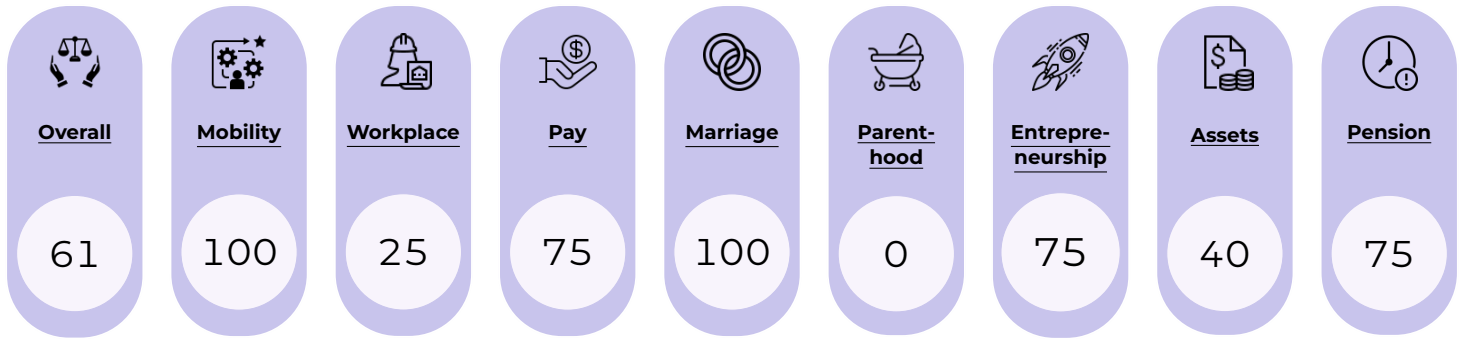 Overall
61
Mobility
100
Workplace
25
Pay
75
Marriage
100
Parent-
hood
0
Entrepre-
neurship
75
$
Assets
40
Pension
75